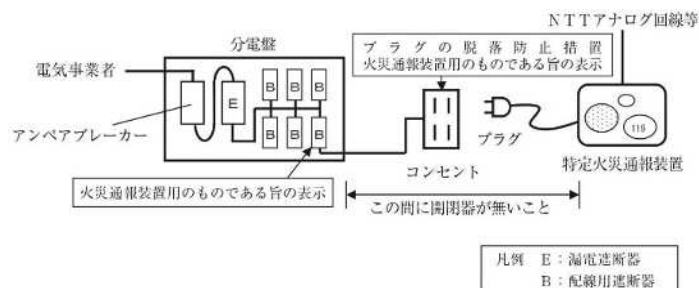 NTTアナログ回線等
分電盤
プラグの脱落防止措置
火災通報装置用のものである旨の表示
電気事業者
B B B
E
B B B
アンペアブレーカー
プラグ
119
コンセント
特定火災通報装置
火災通報装置用のものである旨の表示
この間に開閉器が無いこと
凡例 E：漏電遮断器
B：配線用遮断器